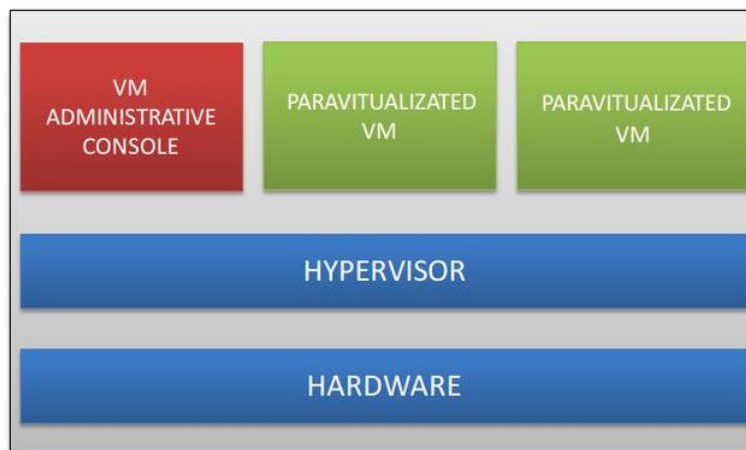 VM
ADMINISTRATIVE
CONSOLE
PARAVITUALIZATED
VM
PARAVITUALIZATED
VM
HYPERVISOR
HARDWARE